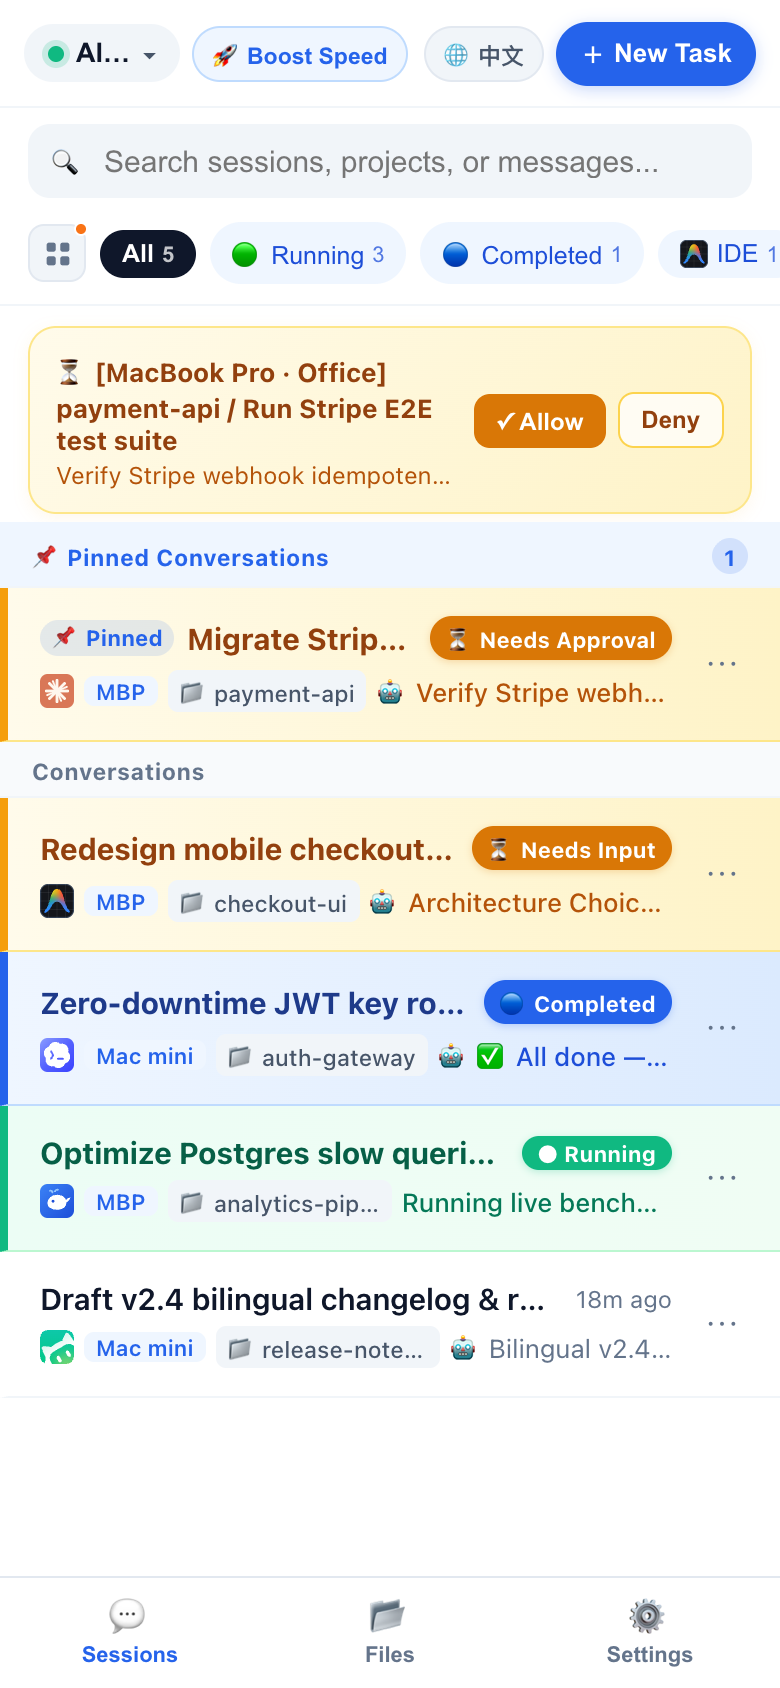 Al...
Boost Speed
中文
+ New Task
Search sessions, projects, or messages...
All 5
Running 3
Completed 1
IDE 1
[MacBook Pro · Office]
payment-api / Run Stripe E2E
test suite
Verify Stripe webhook idempoten...
✓ Allow
Deny
Pinned Conversations
1
Pinned
Migrate Strip...
Needs Approval
...
MBP
payment-api
Verify Stripe webh...
Conversations
Redesign mobile checkout...
Needs Input
...
MBP
checkout-ui
Architecture Choic...
Zero-downtime JWT key ro...
Completed
...
Mac mini
auth-gateway
✅ All done —...
Optimize Postgres slow queri...
Running
...
MBP
analytics-pip...
Running live bench...
Draft v2.4 bilingual changelog & r...
18m ago
...
Mac mini
release-note...
Bilingual v2.4...
Sessions
Files
Settings